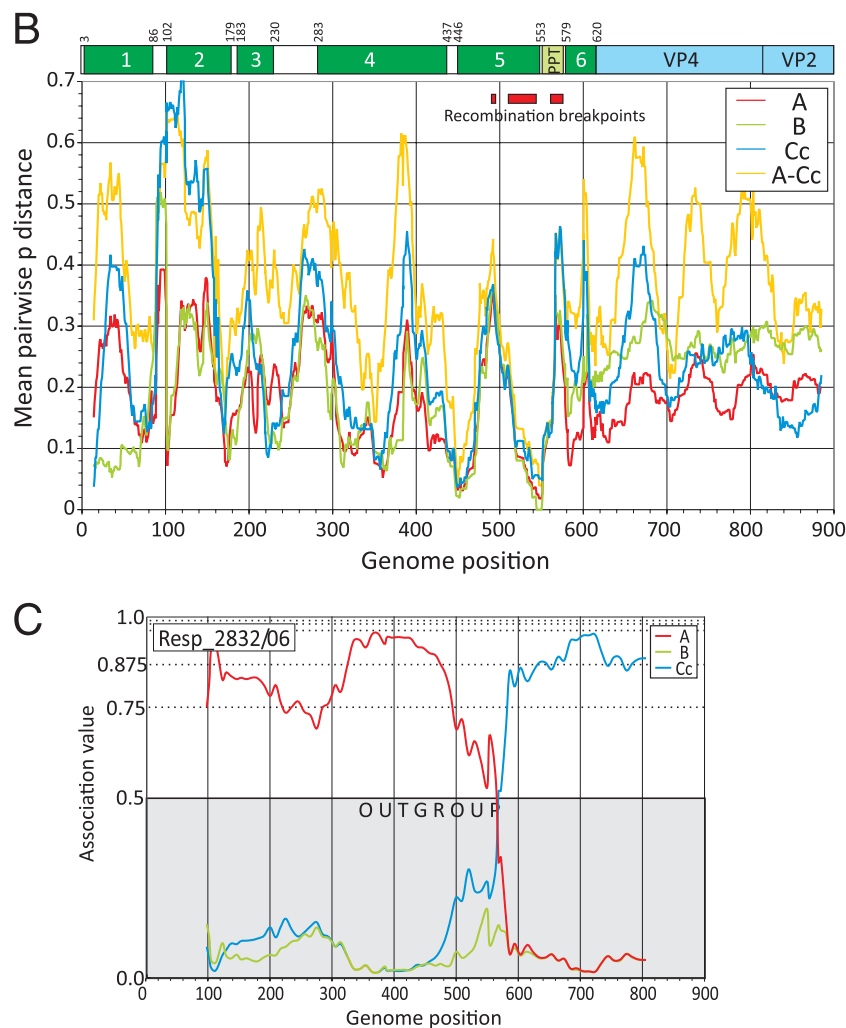 B
3 86 102 179 183 230 283 437 446 553 579 620
1 2 3 4 5 PPT 6 VP4 VP2
0.7
0.6
0.5
0.4
0.3
0.2
0.1
0
Mean pairwise p distance
Recombination breakpoints
A
B
Cc
A-Cc
0 100 200 300 400 500 600 700 800 900
Genome position
C
1.0
0.875
0.75
0.5
0.0
Association value
Resp_2832/06
A
B
Cc
OUTGROUP
0 100 200 300 400 500 600 700 800 900
Genome position